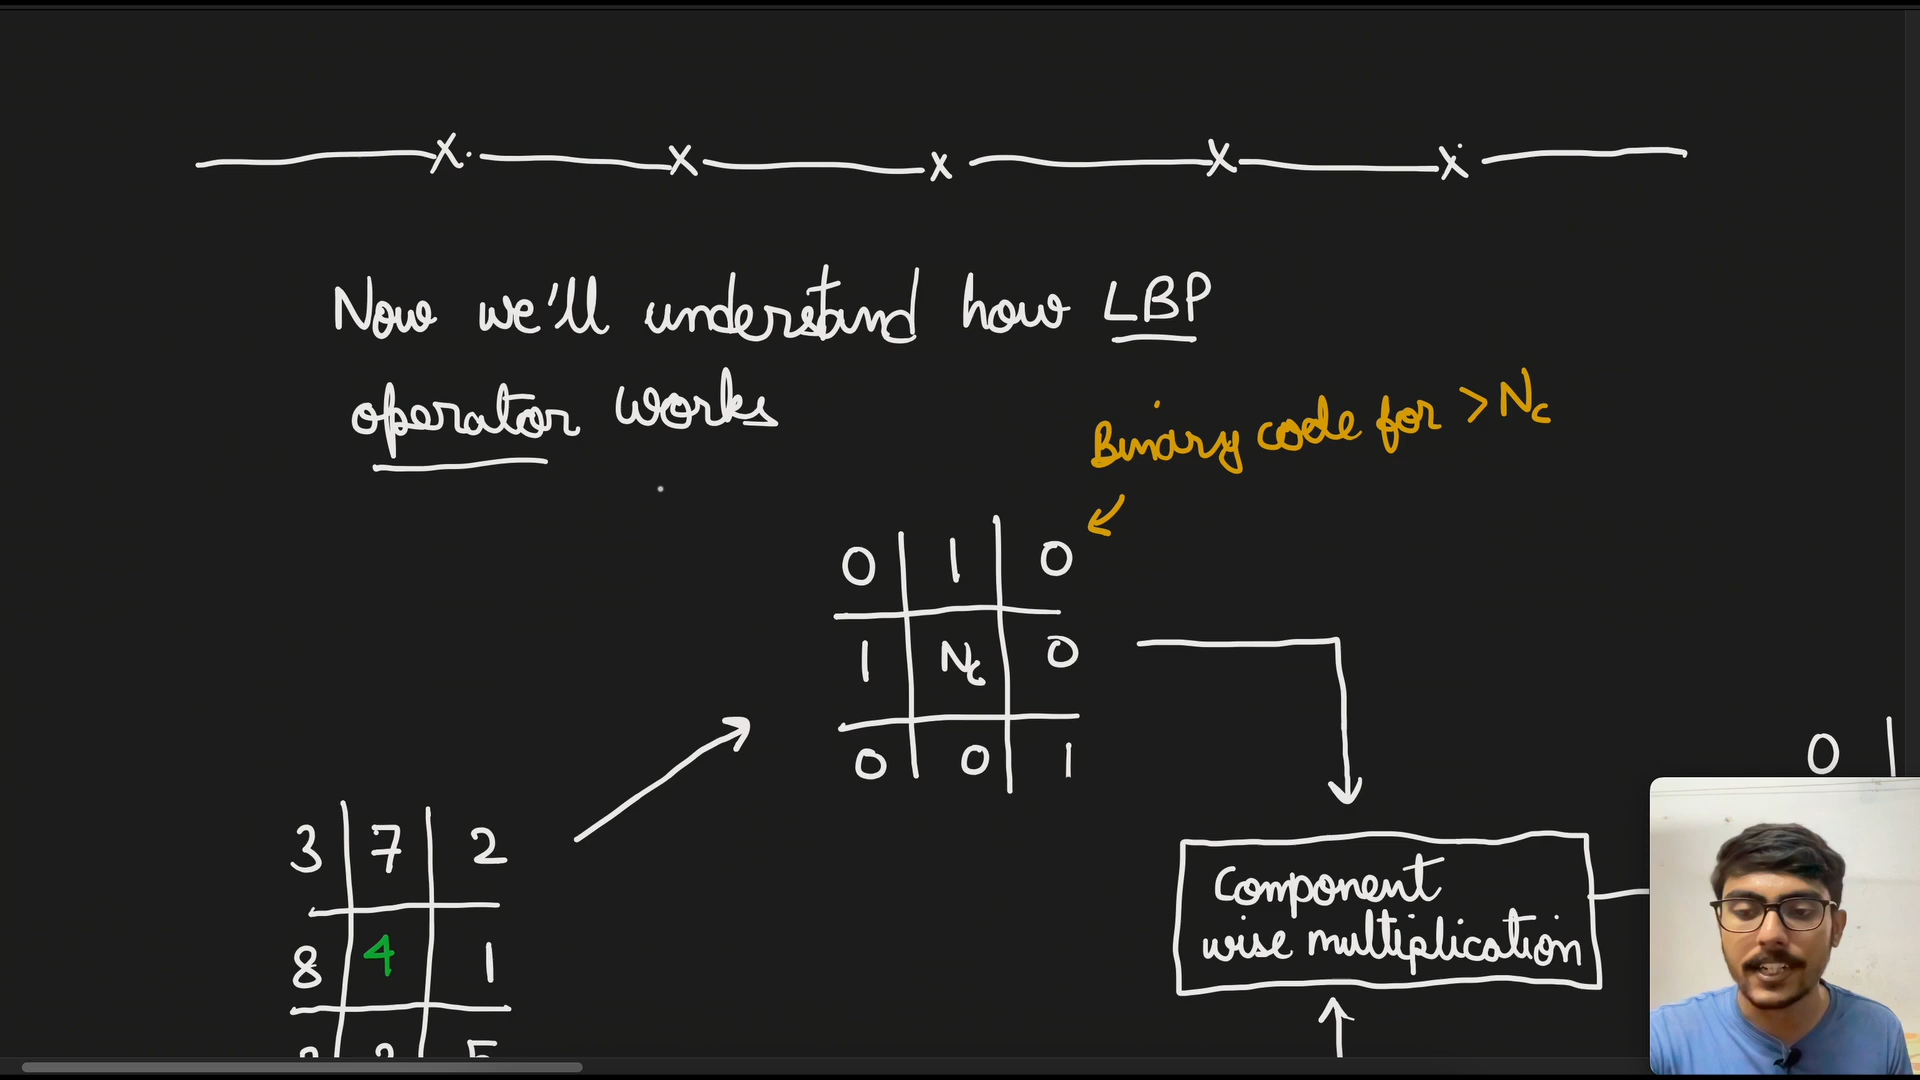 Now we'll understand how LBP
operator works
Binary code for > Nc
0 1 0
1 Nc 0
0 0 1
0
3 7 2
8 4 1
5
Component
wise multiplication